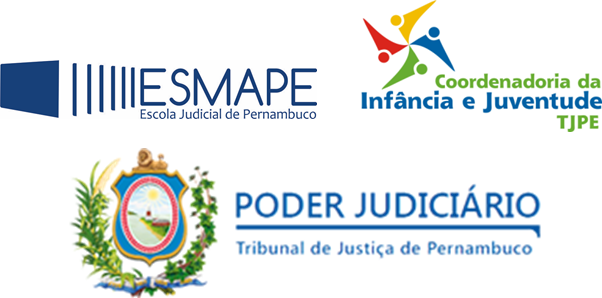 ESMAPE
Escola Judicial de Pernambuco
Coordenadoria da
Infância e Juventude
TJPE
PODER JUDICIÁRIO
Tribunal de Justiça de Pernambuco